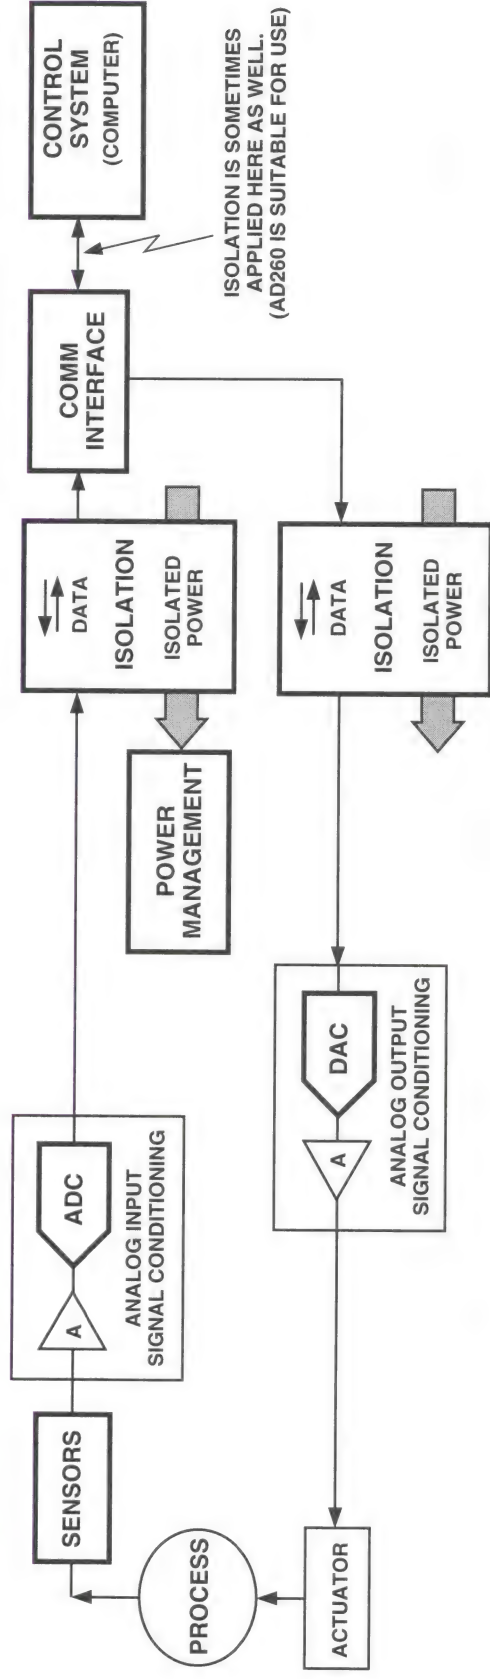 SENSORS
A
ADC
ANALOG INPUT
SIGNAL CONDITIONING
POWER
MANAGEMENT
DATA
ISOLATION
ISOLATED
POWER
COMM
INTERFACE
CONTROL
SYSTEM
(COMPUTER)
ISOLATION IS SOMETIMES
APPLIED HERE AS WELL.
(AD260 IS SUITABLE FOR USE)
PROCESS
ACTUATOR
A
DAC
ANALOG OUTPUT
SIGNAL CONDITIONING
DATA
ISOLATION
ISOLATED
POWER